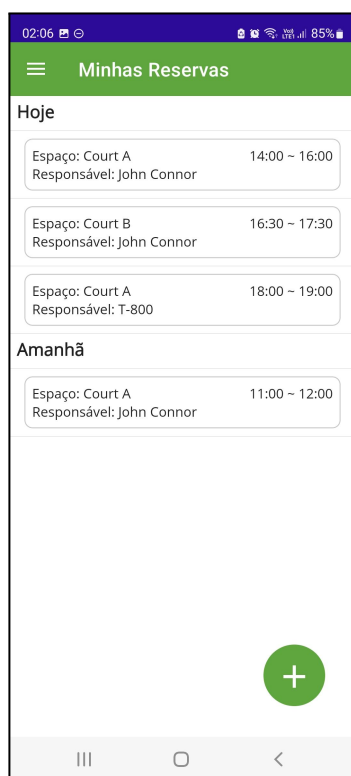 02:06 Voi) LTE1 85%
Minhas Reservas
Hoje
Espaço: Court A 14:00 ~ 16:00
Responsável: John Connor
Espaço: Court B 16:30 ~ 17:30
Responsável: John Connor
Espaço: Court A 18:00 ~ 19:00
Responsável: T-800
Amanhã
Espaço: Court A 11:00 ~ 12:00
Responsável: John Connor